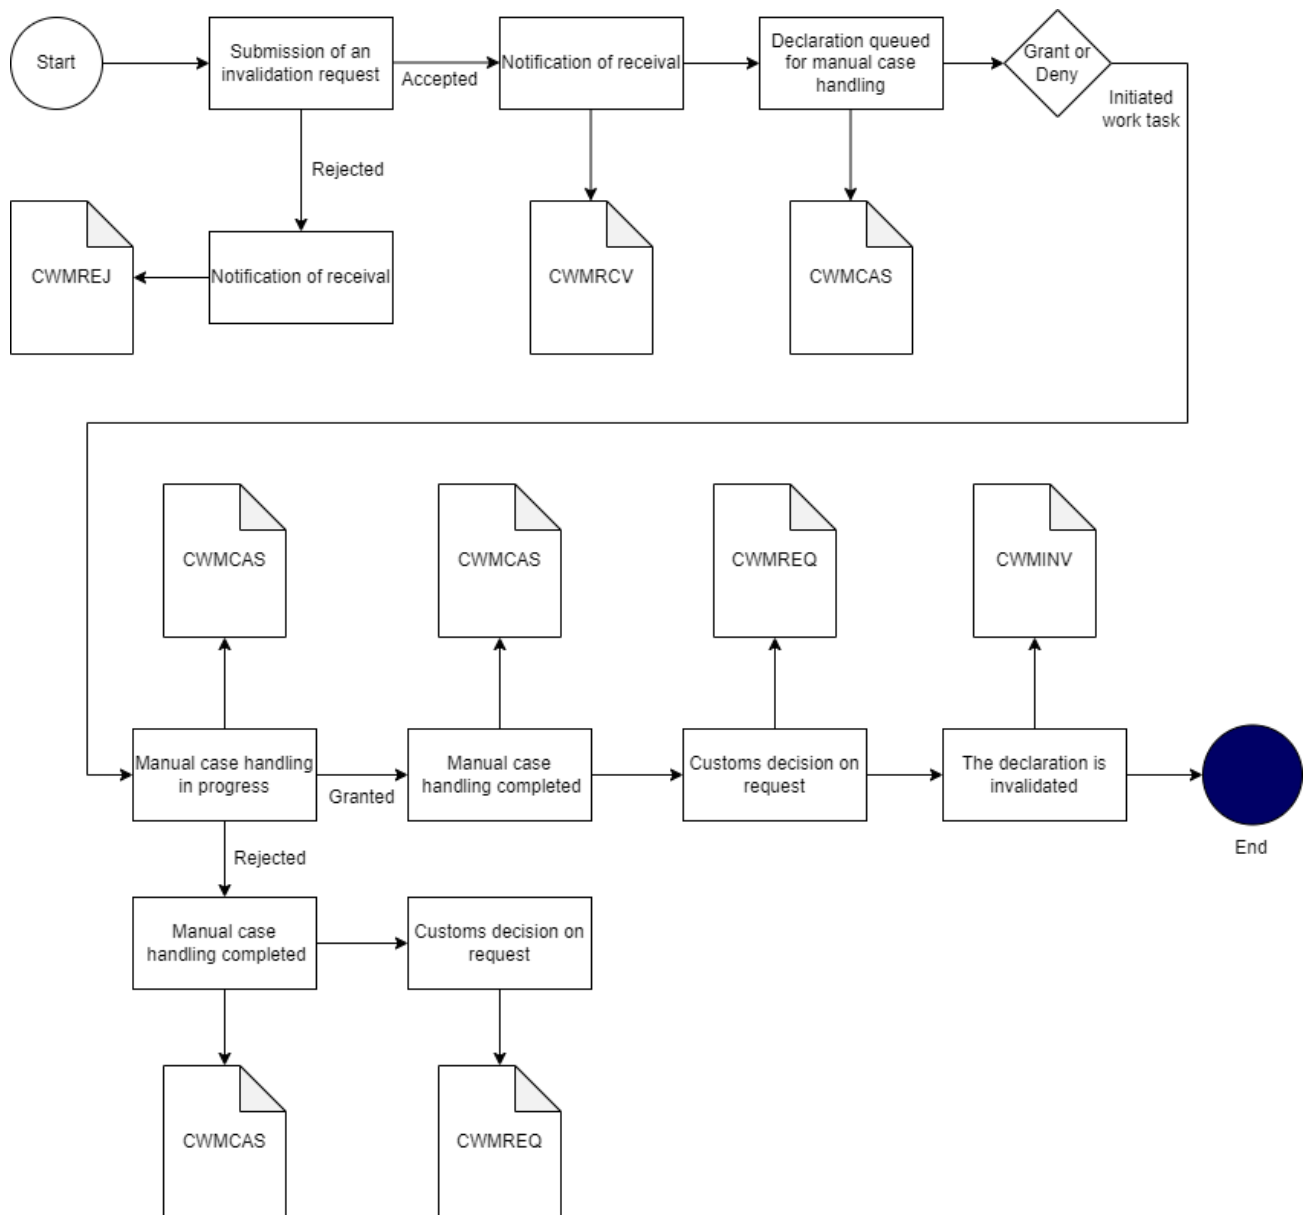 Start
Submission of an
invalidation request
Accepted
Notification of receival
Declaration queued
for manual case
handling
Grant or
Deny
Initiated
work task
Rejected
CWMREJ
Notification of receival
CWMRCV
CWMCAS
CWMCAS
CWMCAS
CWMREQ
CWMINV
Manual case handling
in progress
Granted
Manual case
handling completed
Customs decision on
request
The declaration is
invalidated
End
Rejected
Manual case
handling completed
Customs decision on
request
CWMCAS
CWMREQ